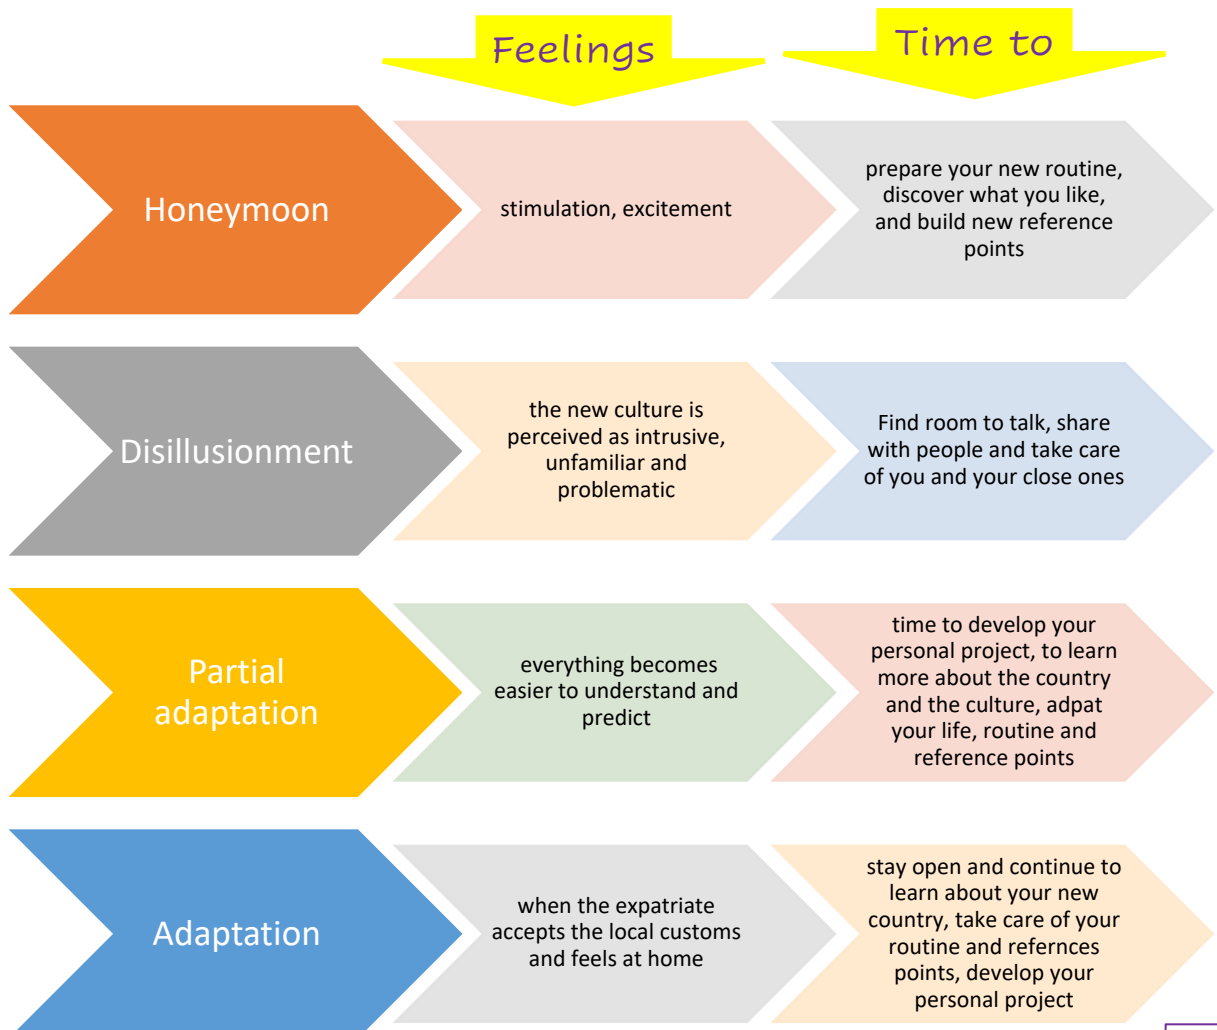 Feelings
Time to
Honeymoon
stimulation, excitement
prepare your new routine,
discover what you like,
and build new reference
points
Disillusionment
the new culture is
perceived as intrusive,
unfamiliar and
problematic
Find room to talk, share
with people and take care
of you and your close ones
Partial
adaptation
everything becomes
easier to understand and
predict
time to develop your
personal project, to learn
more about the country
and the culture, adpat
your life, routine and
reference points
Adaptation
when the expatriate
accepts the local customs
and feels at home
stay open and continue to
learn about your new
country, take care of your
routine and refernces
points, develop your
personal project